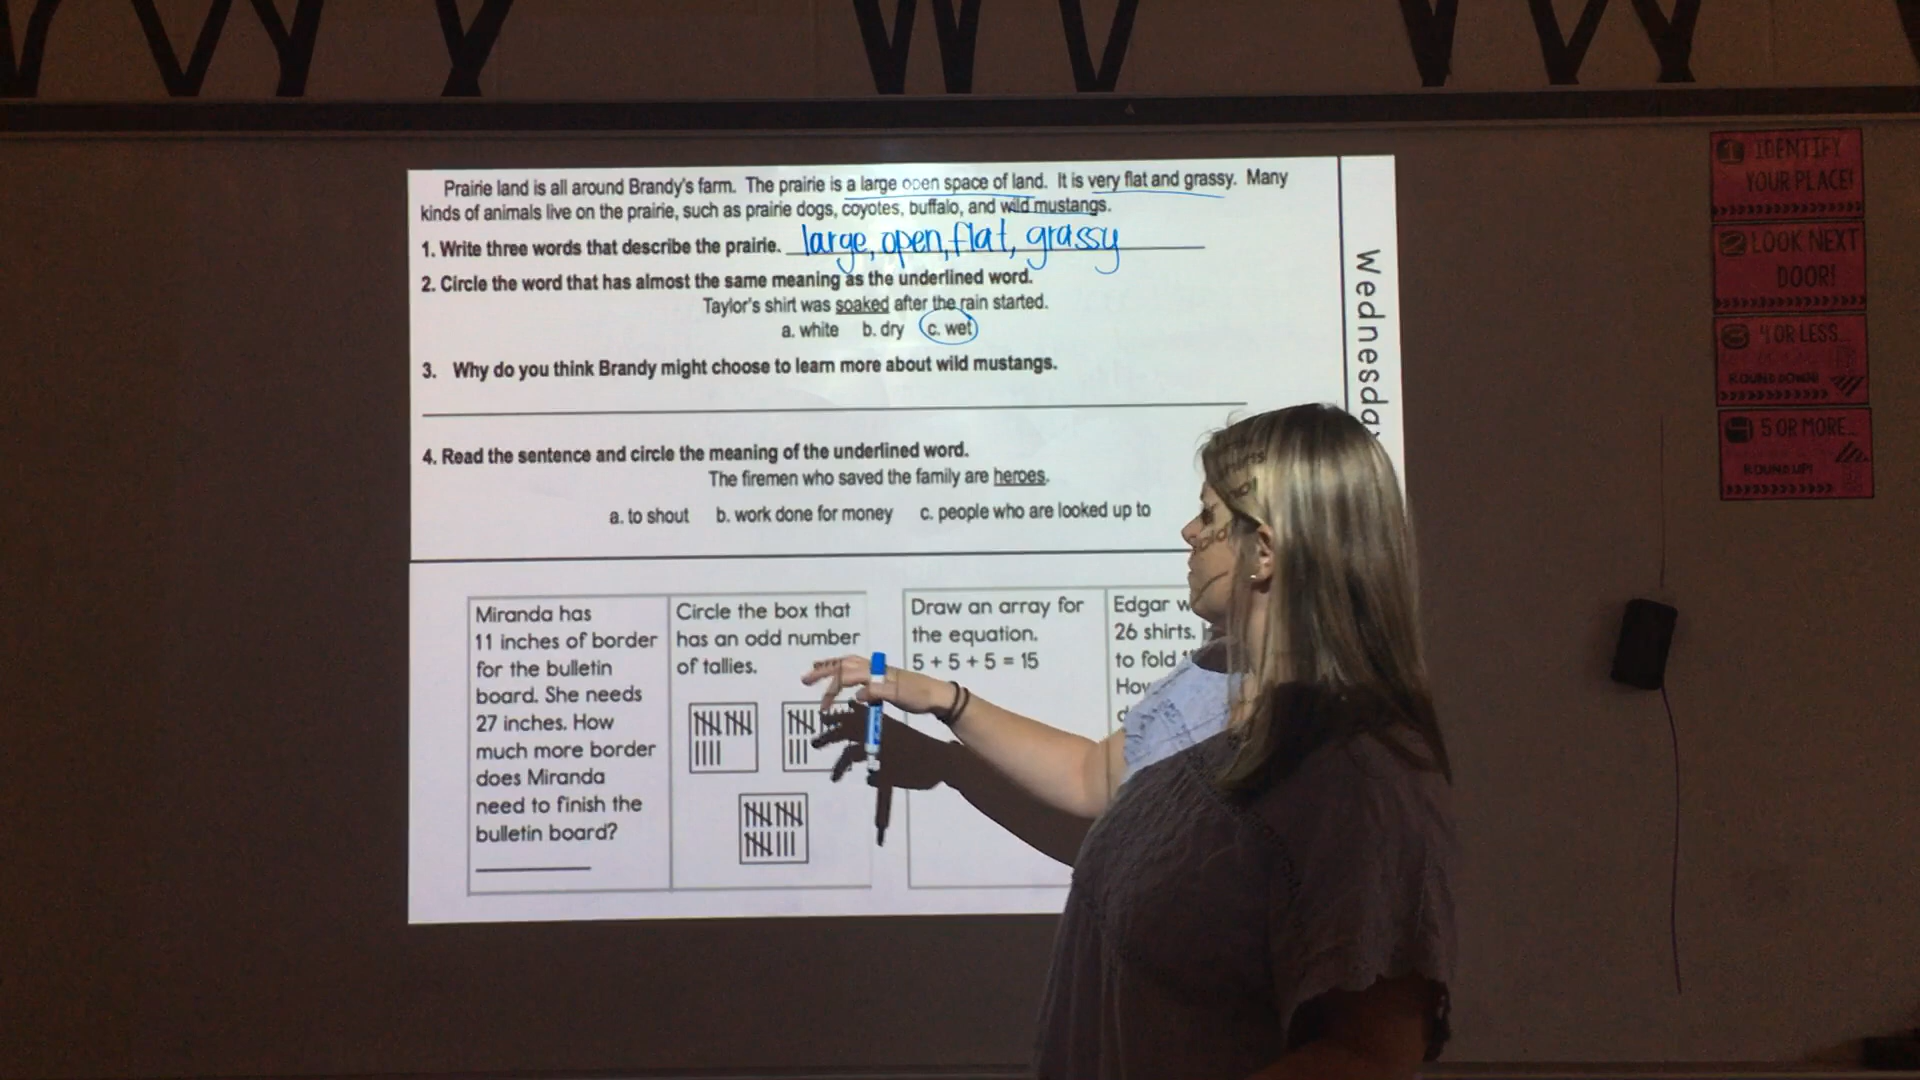 Prairie land is all around Brandy's farm. The prairie is a large open space of land. It is very flat and grassy. Many
kinds of animals live on the prairie, such as prairie dogs, coyotes, buffalo, and wild mustangs.
1. Write three words that describe the prairie. large, open, flat, grassy
2. Circle the word that has almost the same meaning as the underlined word.
Taylor's shirt was soaked after the rain started.
a. white b. dry c. wet
3. Why do you think Brandy might choose to learn more about wild mustangs.
4. Read the sentence and circle the meaning of the underlined word.
The firemen who saved the family are heroes.
a. to shout b. work done for money c. people who are looked up to
Wednesday
Miranda has
11 inches of border
for the bulletin
board. She needs
27 inches. How
much more border
does Miranda
need to finish the
bulletin board?
Circle the box that
has an odd number
of tallies.
Draw an array for
the equation.
5 + 5 + 5 = 15
Edgar w
26 shirts.
to fold
1 IDENTIFY
YOUR PLACE!
2 LOOK NEXT
DOOR!
3 4 OR LESS...
ROUND DOWN!
4 5 OR MORE...
ROUND UP!